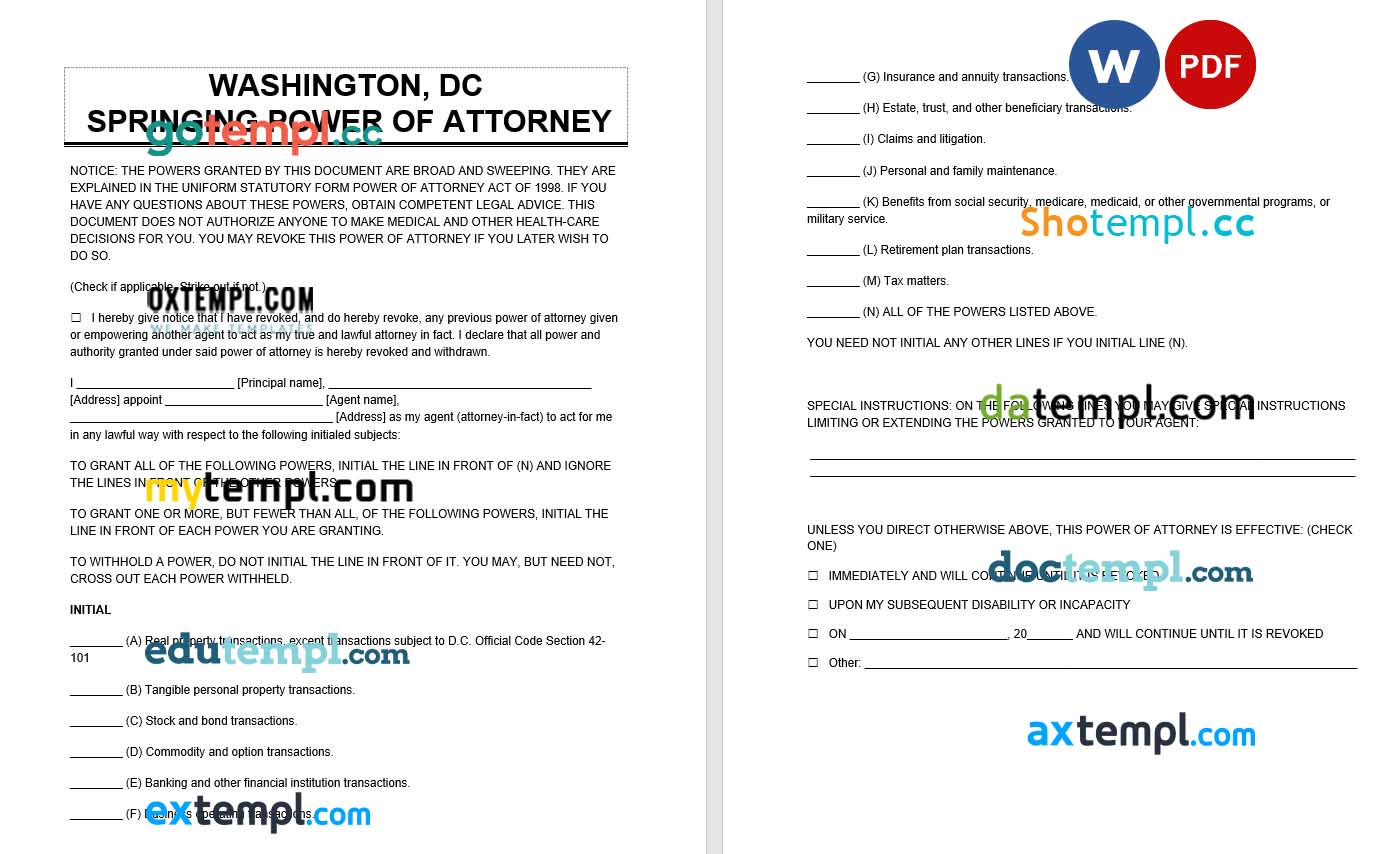 WASHINGTON, DC
SPRINGING POWER OF ATTORNEY
gotempl.cc
NOTICE: THE POWERS GRANTED BY THIS DOCUMENT ARE BROAD AND SWEEPING. THEY ARE
EXPLAINED IN THE UNIFORM STATUTORY FORM POWER OF ATTORNEY ACT OF 1998. IF YOU
HAVE ANY QUESTIONS ABOUT THESE POWERS, OBTAIN COMPETENT LEGAL ADVICE. THIS
DOCUMENT DOES NOT AUTHORIZE ANYONE TO MAKE MEDICAL AND OTHER HEALTH-CARE
DECISIONS FOR YOU. YOU MAY REVOKE THIS POWER OF ATTORNEY IF YOU LATER WISH TO
DO SO.
(Check if applicable. Strike out if not.)
OXTEMPL.COM
WE MAKE TEMPLATES
☐ I hereby give notice that I have revoked, and do hereby revoke, any previous power of attorney given
or empowering another agent to act as my true and lawful attorney in fact. I declare that all power and
authority granted under said power of attorney is hereby revoked and withdrawn.
I ________________________ [Principal name], ________________________________________
[Address] appoint ________________________ [Agent name],
________________________________________ [Address] as my agent (attorney-in-fact) to act for me
in any lawful way with respect to the following initialed subjects:
TO GRANT ALL OF THE FOLLOWING POWERS, INITIAL THE LINE IN FRONT OF (N) AND IGNORE
THE LINES IN FRONT OF THE OTHER POWERS.
mytempl.com
TO GRANT ONE OR MORE, BUT FEWER THAN ALL, OF THE FOLLOWING POWERS, INITIAL THE
LINE IN FRONT OF EACH POWER YOU ARE GRANTING.
TO WITHHOLD A POWER, DO NOT INITIAL THE LINE IN FRONT OF IT. YOU MAY, BUT NEED NOT,
CROSS OUT EACH POWER WITHHELD.
INITIAL
________ (A) Real property transactions, except transactions subject to D.C. Official Code Section 42-
101
edutempl.com
________ (B) Tangible personal property transactions.
________ (C) Stock and bond transactions.
________ (D) Commodity and option transactions.
________ (E) Banking and other financial institution transactions.
________ (F) Business operating transactions.
extempl.com
W PDF
________ (G) Insurance and annuity transactions.
________ (H) Estate, trust, and other beneficiary transactions.
________ (I) Claims and litigation.
________ (J) Personal and family maintenance.
________ (K) Benefits from social security, medicare, medicaid, or other governmental programs, or
military service.
Shotempl.cc
________ (L) Retirement plan transactions.
________ (M) Tax matters.
________ (N) ALL OF THE POWERS LISTED ABOVE.
YOU NEED NOT INITIAL ANY OTHER LINES IF YOU INITIAL LINE (N).
SPECIAL INSTRUCTIONS: ON THE FOLLOWING LINES YOU MAY GIVE SPECIAL INSTRUCTIONS
LIMITING OR EXTENDING THE POWERS GRANTED TO YOUR AGENT:
datempl.com
UNLESS YOU DIRECT OTHERWISE ABOVE, THIS POWER OF ATTORNEY IS EFFECTIVE: (CHECK
ONE)
☐ IMMEDIATELY AND WILL CONTINUE UNTIL IT IS REVOKED
doctempl.com
☐ UPON MY SUBSEQUENT DISABILITY OR INCAPACITY
☐ ON ________________________, 20_______ AND WILL CONTINUE UNTIL IT IS REVOKED
☐ Other: ________________________________________
axtempl.com